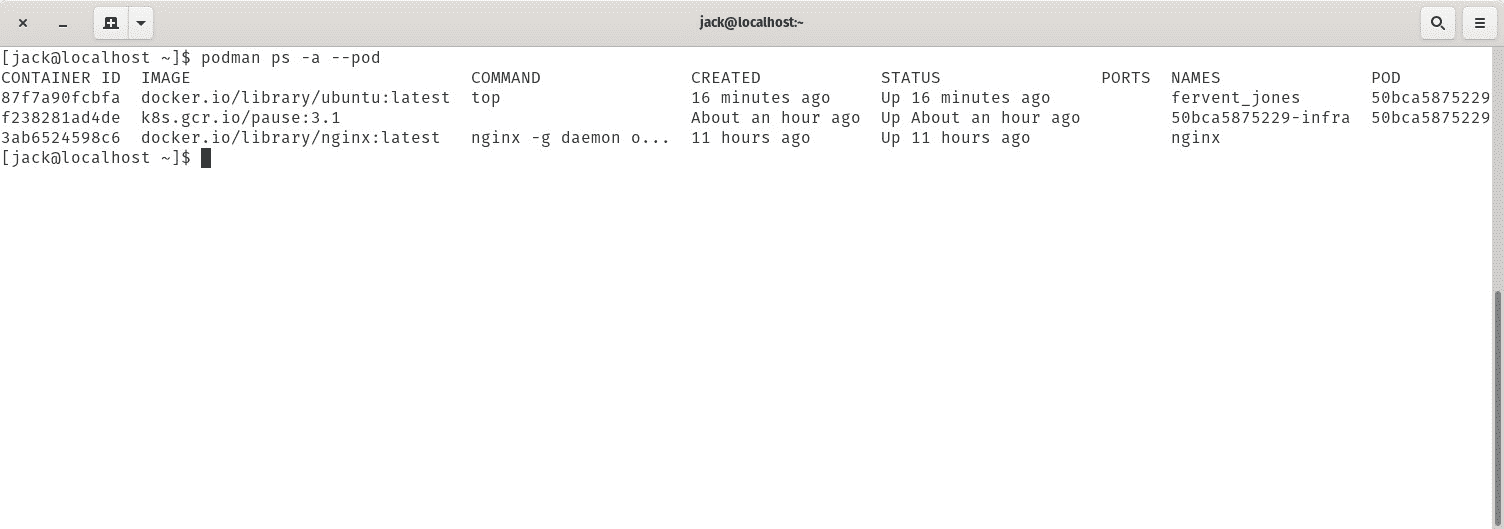 jack@localhost:~
[jack@localhost ~]$ podman ps -a --pod
CONTAINER ID  IMAGE                            COMMAND               CREATED            STATUS                PORTS  NAMES               POD
87f7a90fcbfa  docker.io/library/ubuntu:latest  top                   16 minutes ago     Up 16 minutes ago            fervent_jones       50bca5875229
f238281ad4de  k8s.gcr.io/pause:3.1                                   About an hour ago  Up About an hour ago         50bca5875229-infra  50bca5875229
3ab6524598c6  docker.io/library/nginx:latest   nginx -g daemon o...  11 hours ago       Up 11 hours ago              nginx
[jack@localhost ~]$